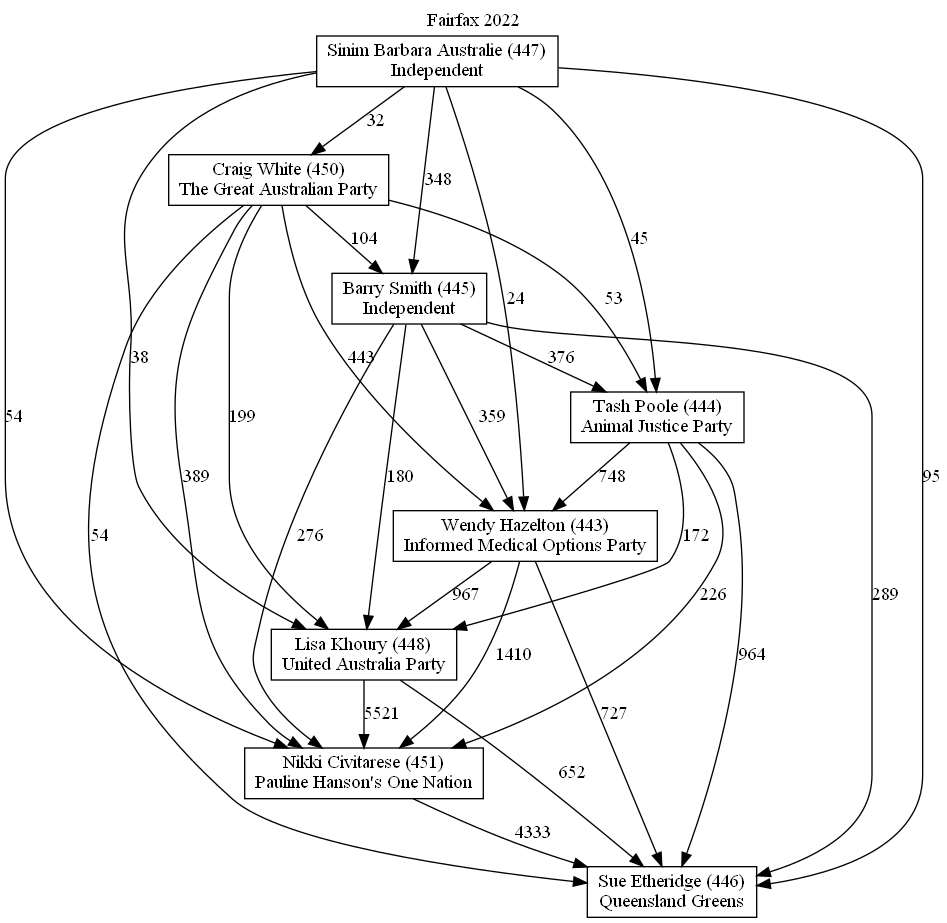 Fairfax 2022
Sinim Barbara Australie (447)
Independent
32
Craig White (450)
The Great Australian Party
348
104
45
Barry Smith (445)
Independent
24
53
38
443
376
54
199
359
Tash Poole (444)
Animal Justice Party
389
180
748
95
Wendy Hazelton (443)
Informed Medical Options Party
54
276
172
967
226
289
Lisa Khoury (448)
United Australia Party
1410
964
5521
727
Nikki Civitarese (451)
Pauline Hanson's One Nation
652
4333
Sue Etheridge (446)
Queensland Greens